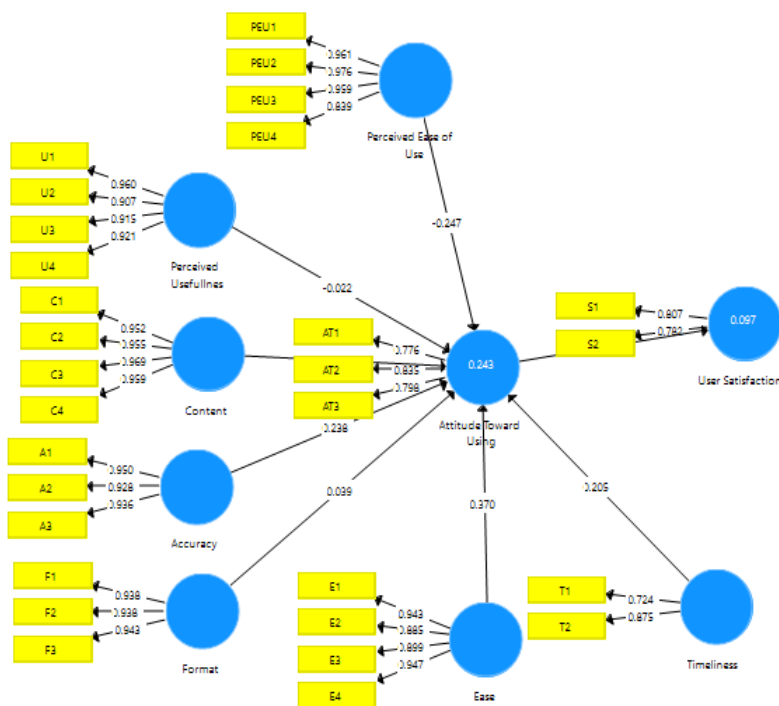 PEU1
PEU2
PEU3
PEU4
0.961
0.976
0.959
0.839
Perceived Ease of
Use
-0.247
U1
U2
U3
U4
0.960
0.907
0.915
0.921
Perceived
Usefullnes
-0.022
C1
C2
C3
C4
0.952
0.955
0.969
0.959
Content
AT1
AT2
AT3
0.776
0.835
0.798
0.243
Attitude Toward
Using
S1
S2
0.807
0.782
0.097
User Satisfaction
A1
A2
A3
0.950
0.928
0.936
Accuracy
0.238
F1
F2
F3
0.938
0.938
0.943
Format
0.039
E1
E2
E3
E4
0.943
0.885
0.899
0.947
Ease
0.370
T1
T2
0.724
0.875
Timeliness
0.205